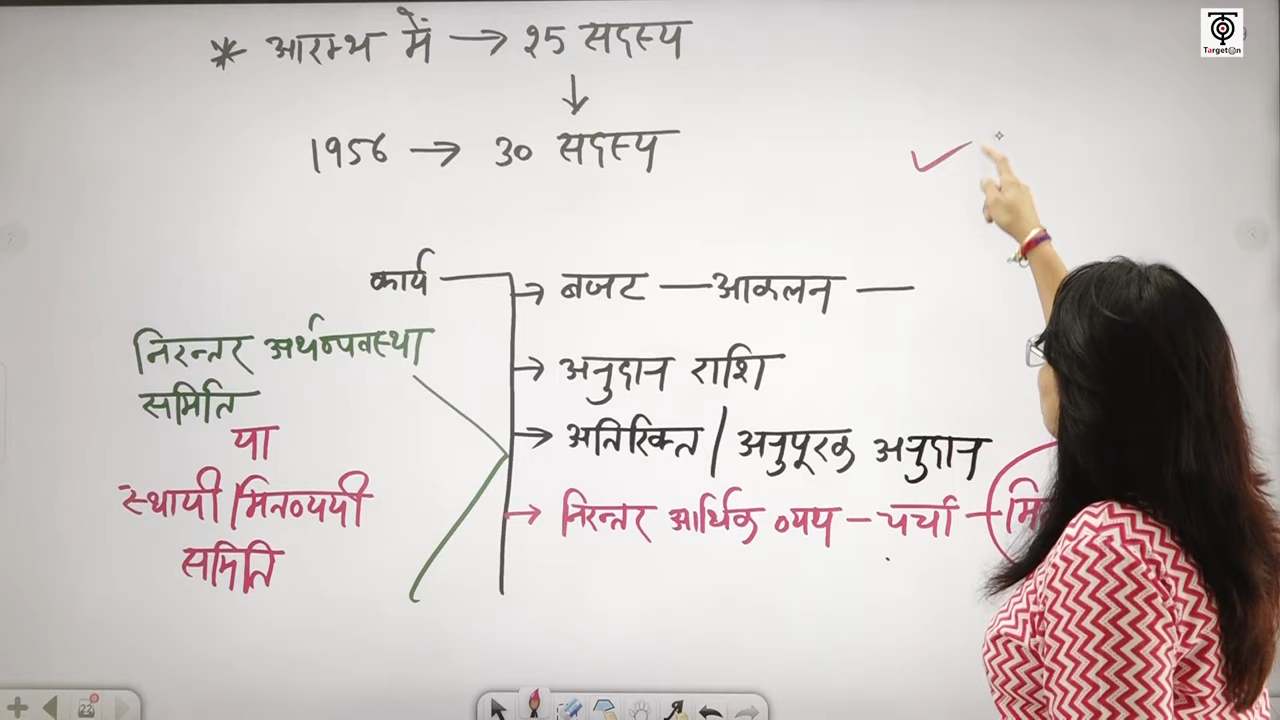 * आरम्भ में → 25 सदस्य
↓
1956 → 30 सदस्य
कार्य
→ बजट — आकलन —
→ अनुदान राशि
→ अतिरिक्त / अनुपूरक अनुदान
→ निरन्तर आर्थिक व्यय - चर्चा -
निरन्तर अर्थव्यवस्था
समिति
या
स्थायी/मितव्ययी
समिति
TargetOn
23